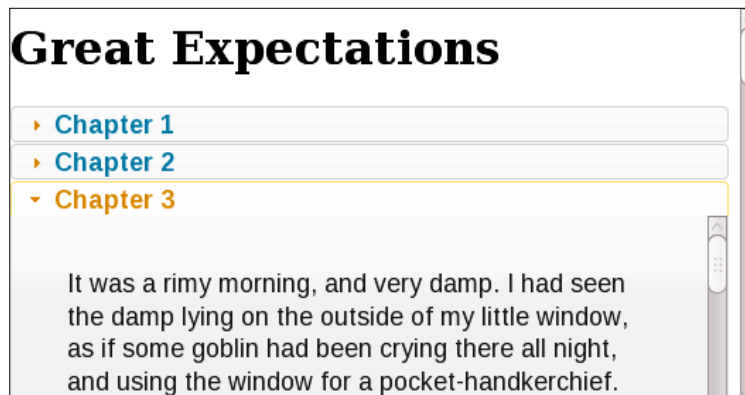 Great Expectations
Chapter 1
Chapter 2
Chapter 3
It was a rimy morning, and very damp. I had seen
the damp lying on the outside of my little window,
as if some goblin had been crying there all night,
and using the window for a pocket-handkerchief.